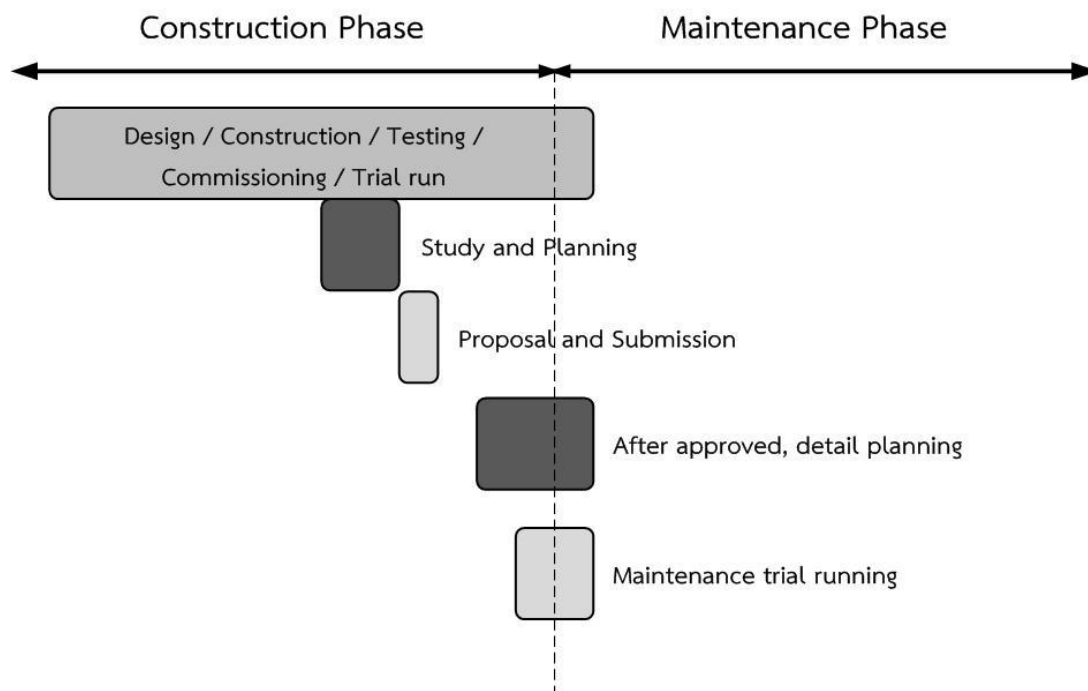 Construction Phase
Maintenance Phase
Design / Construction / Testing /
Commissioning / Trial run
Study and Planning
Proposal and Submission
After approved, detail planning
Maintenance trial running